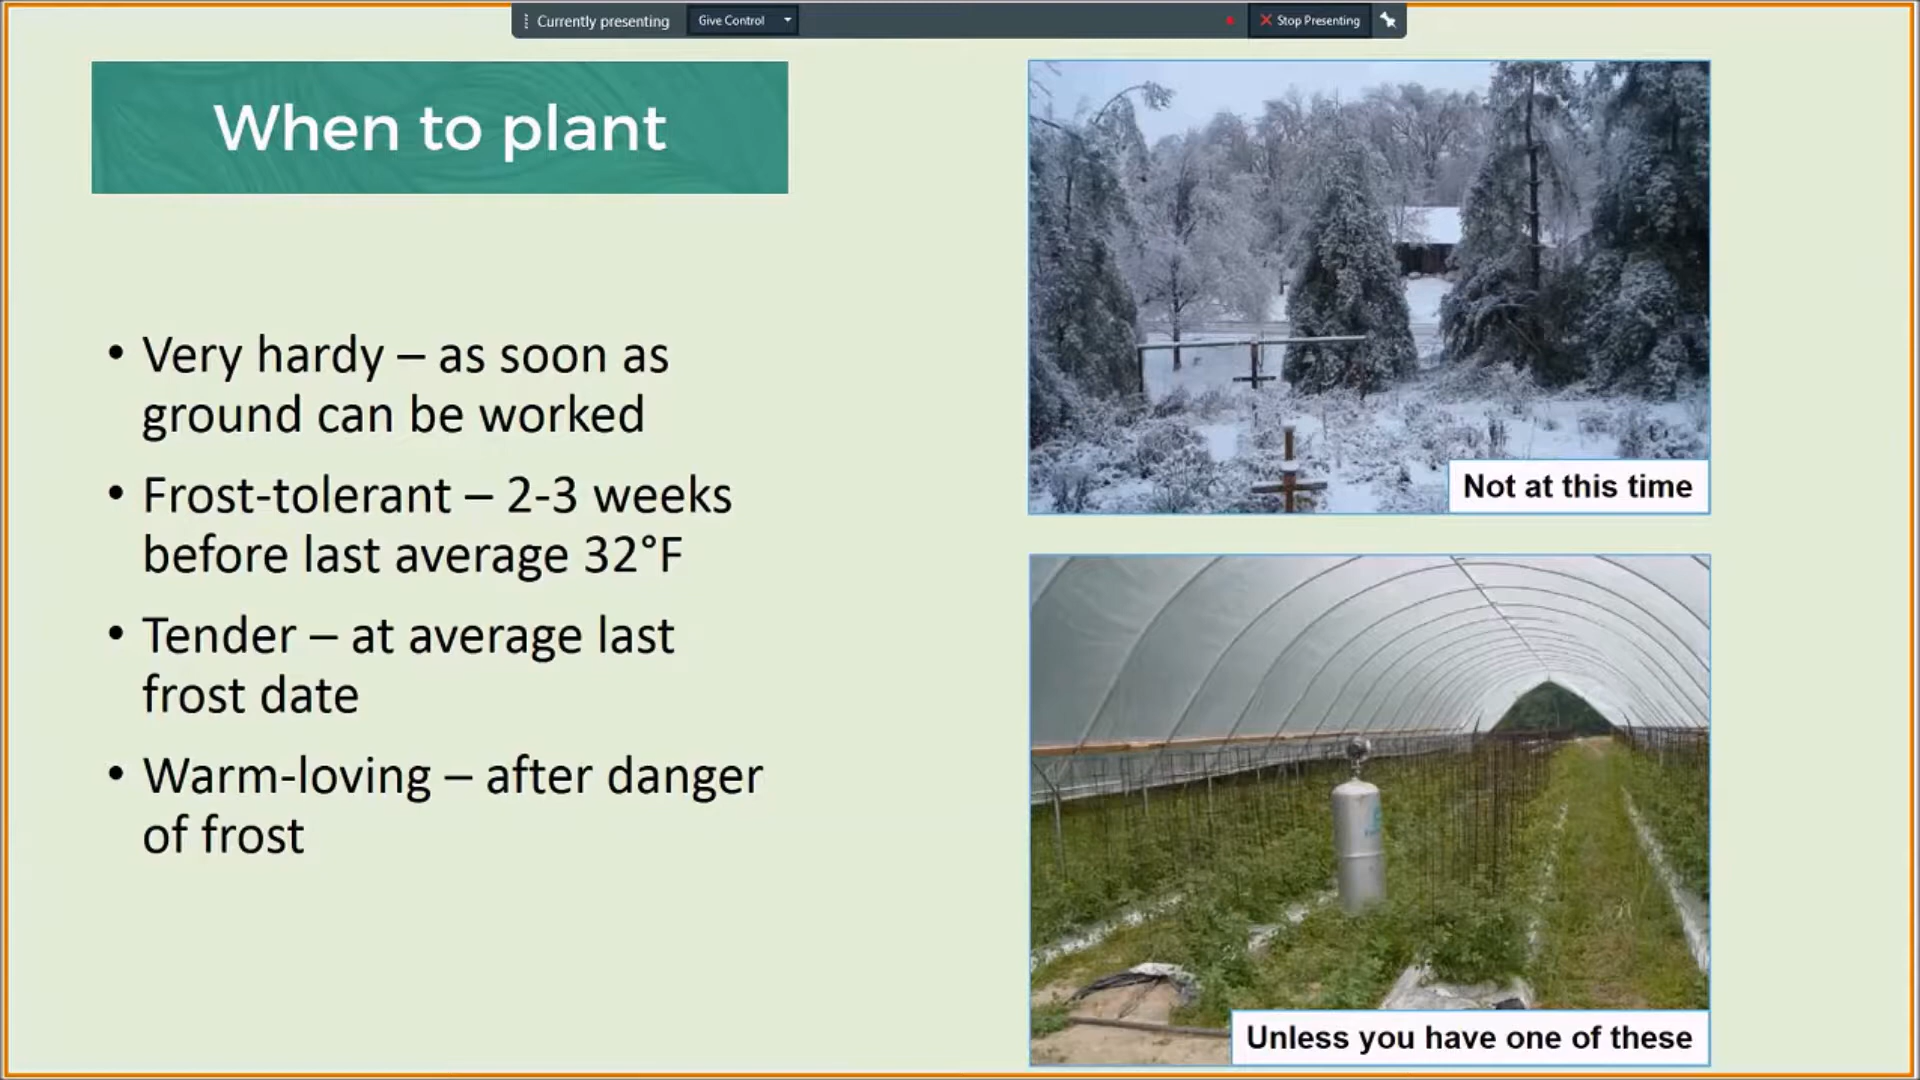 Currently presenting
Give Control
Stop Presenting
When to plant
• Very hardy – as soon as
ground can be worked
• Frost-tolerant – 2-3 weeks
before last average 32°F
• Tender – at average last
frost date
• Warm-loving – after danger
of frost
Not at this time
Unless you have one of these